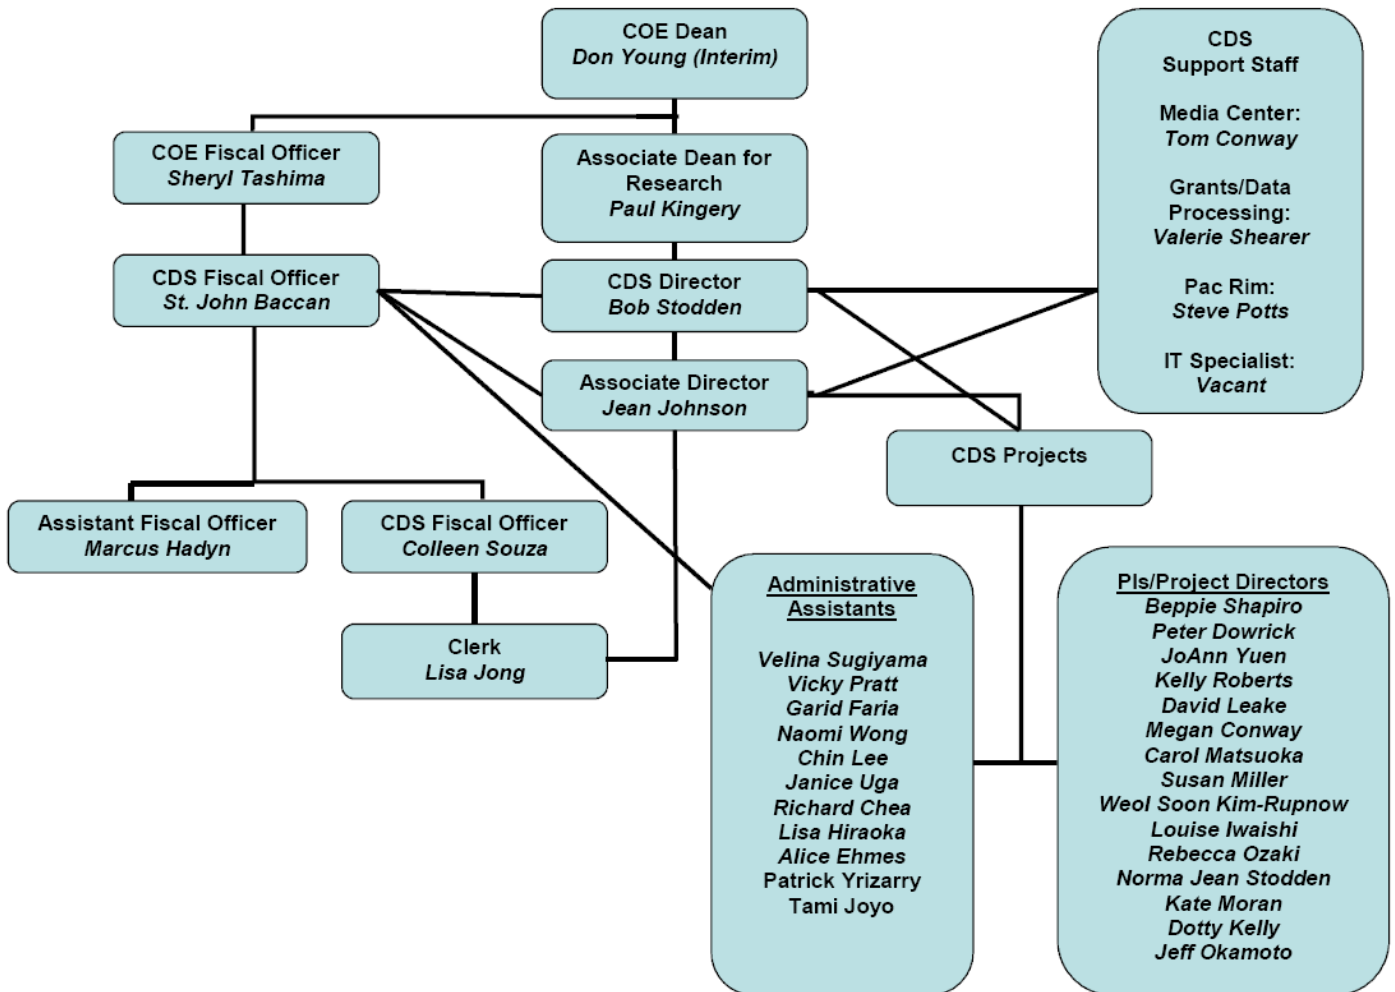 COE Dean
Don Young (Interim)
CDS
Support Staff
Media Center:
Tom Conway
Grants/Data
Processing:
Valerie Shearer
Pac Rim:
Steve Potts
IT Specialist:
Vacant
COE Fiscal Officer
Sheryl Tashima
Associate Dean for
Research
Paul Kingery
CDS Fiscal Officer
St. John Baccan
CDS Director
Bob Stodden
Associate Director
Jean Johnson
CDS Projects
Assistant Fiscal Officer
Marcus Hadyn
CDS Fiscal Officer
Colleen Souza
Clerk
Lisa Jong
Administrative
Assistants
Velina Sugiyama
Vicky Pratt
Garid Faria
Naomi Wong
Chin Lee
Janice Uga
Richard Chea
Lisa Hiraoka
Alice Ehmes
Patrick Yrizarry
Tami Joyo
PIs/Project Directors
Beppie Shapiro
Peter Dowrick
JoAnn Yuen
Kelly Roberts
David Leake
Megan Conway
Carol Matsuoka
Susan Miller
Weol Soon Kim-Rupnow
Louise Iwaishi
Rebecca Ozaki
Norma Jean Stodden
Kate Moran
Dotty Kelly
Jeff Okamoto